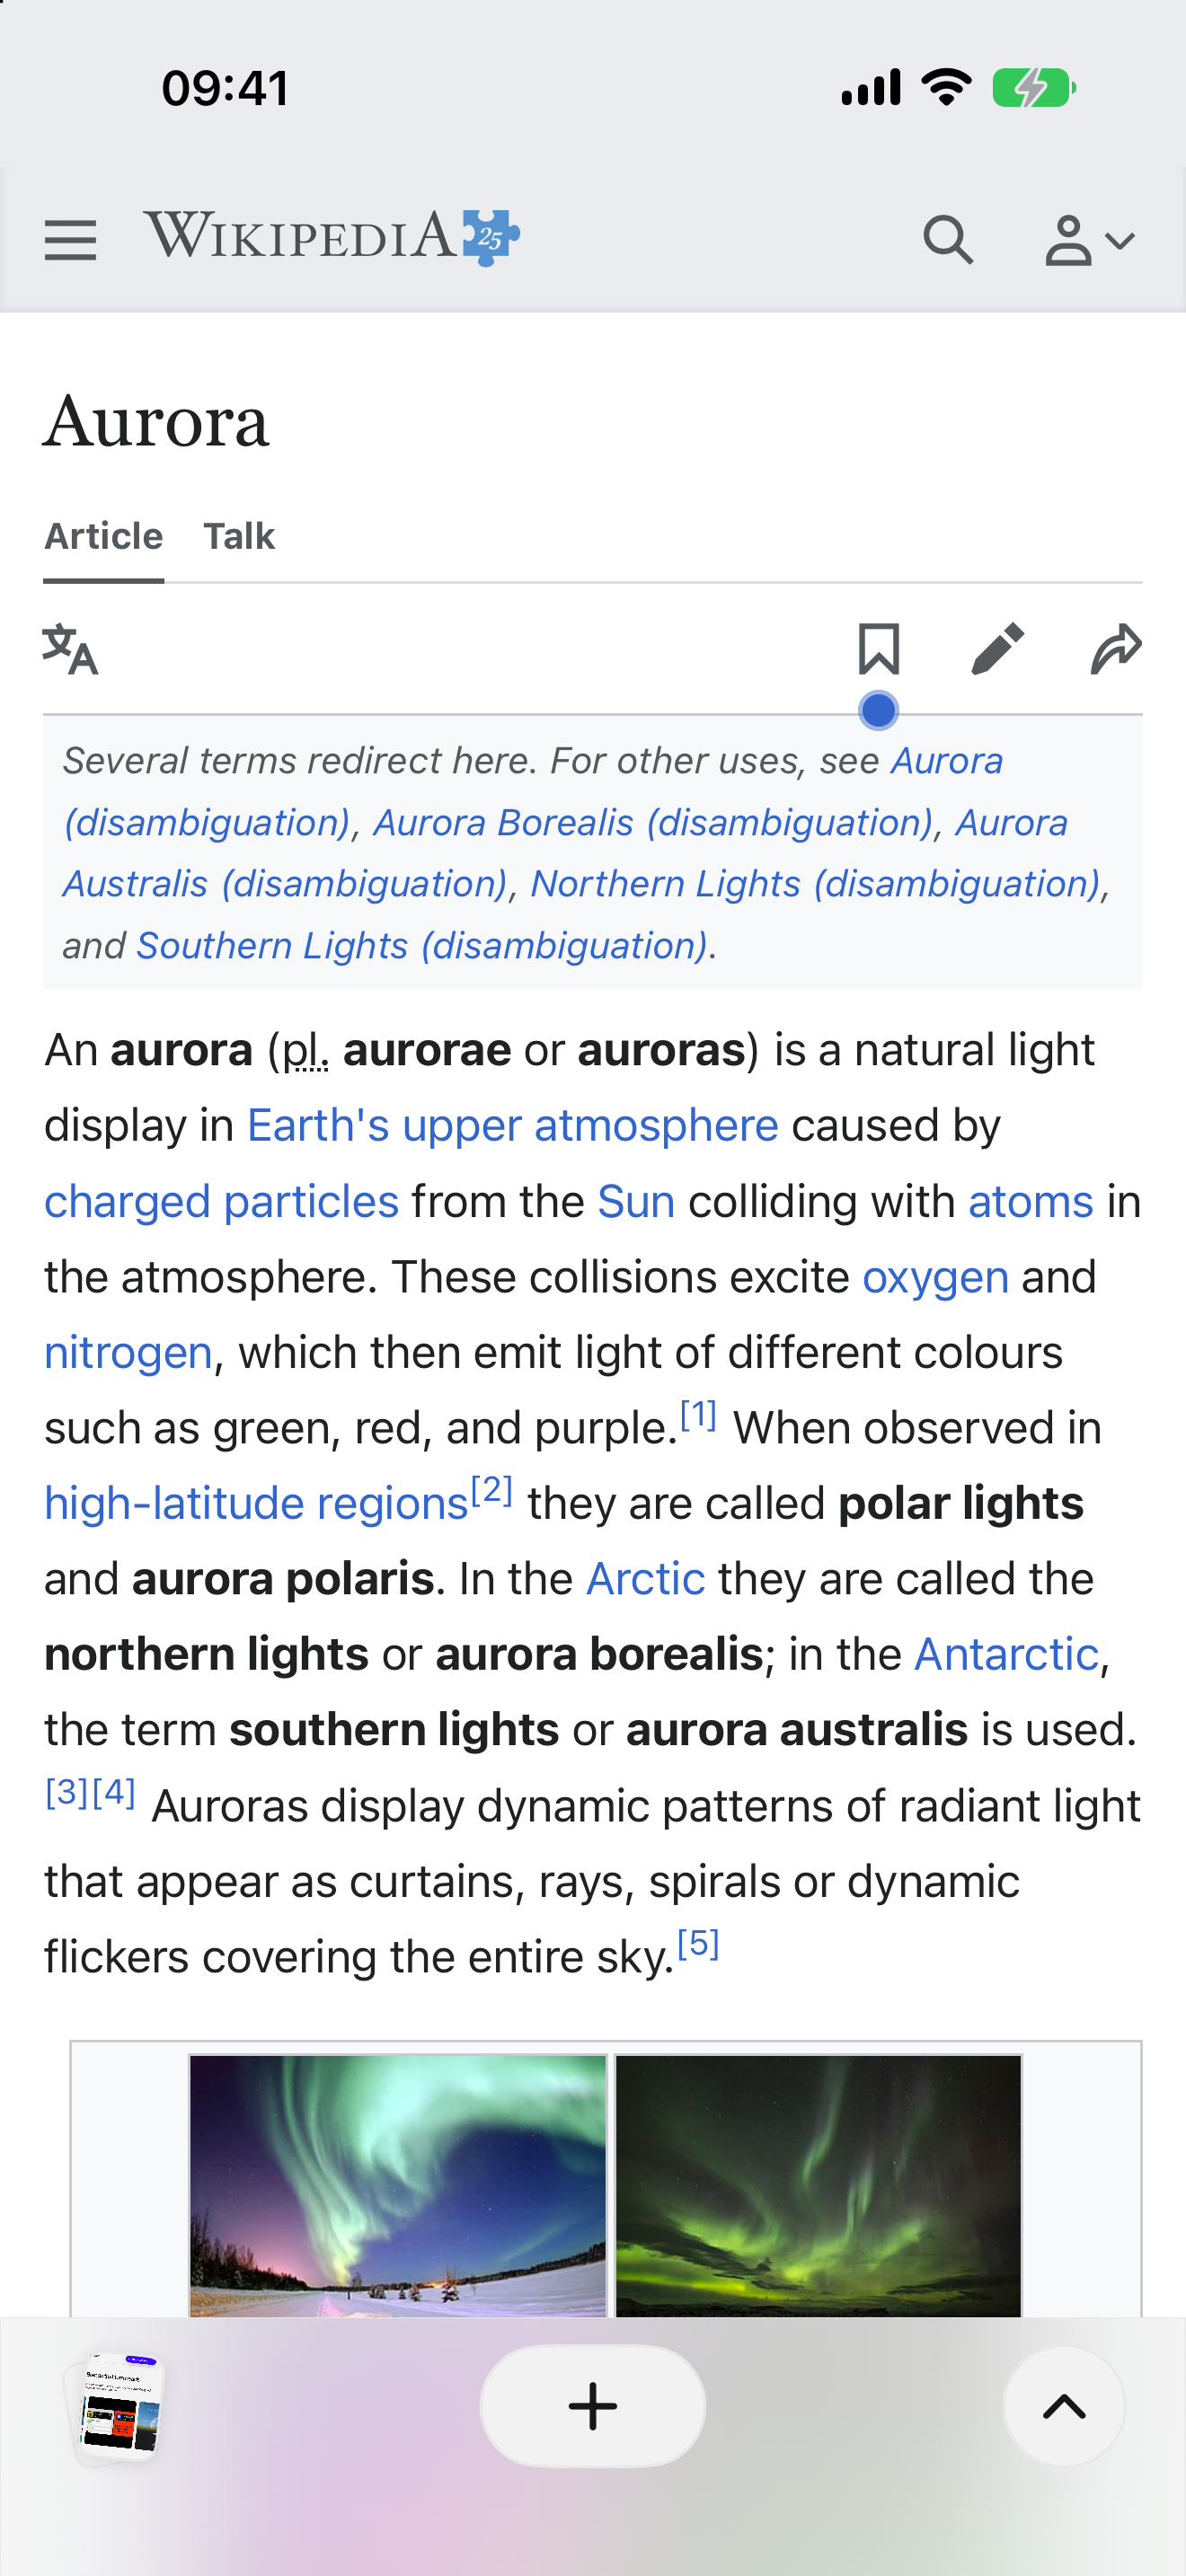 09:41
WIKIPEDIA 25
Aurora
Article Talk
Several terms redirect here. For other uses, see Aurora
(disambiguation), Aurora Borealis (disambiguation), Aurora
Australis (disambiguation), Northern Lights (disambiguation),
and Southern Lights (disambiguation).
An aurora (pl. aurorae or auroras) is a natural light
display in Earth's upper atmosphere caused by
charged particles from the Sun colliding with atoms in
the atmosphere. These collisions excite oxygen and
nitrogen, which then emit light of different colours
such as green, red, and purple.[1] When observed in
high-latitude regions[2] they are called polar lights
and aurora polaris. In the Arctic they are called the
northern lights or aurora borealis; in the Antarctic,
the term southern lights or aurora australis is used.
[3][4] Auroras display dynamic patterns of radiant light
that appear as curtains, rays, spirals or dynamic
flickers covering the entire sky.[5]